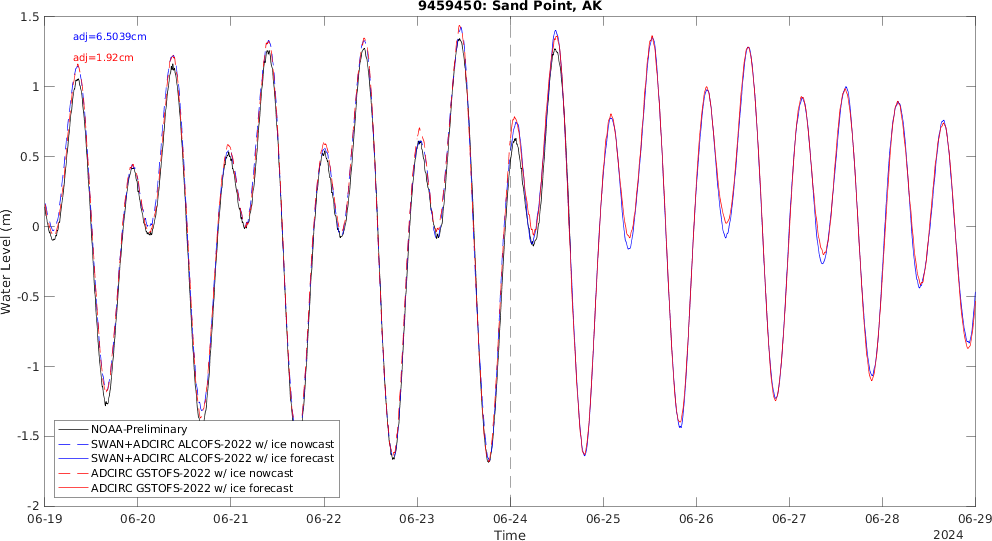 9459450: Sand Point, AK
adj=6.5039cm
adj=1.92cm
Water Level (m)
1.5
1
0.5
0
-0.5
-1
-1.5
-2
NOAA-Preliminary
SWAN+ADCIRC ALCOFS-2022 w/ ice nowcast
SWAN+ADCIRC ALCOFS-2022 w/ ice forecast
ADCIRC GSTOFS-2022 w/ ice nowcast
ADCIRC GSTOFS-2022 w/ ice forecast
06-19 06-20 06-21 06-22 06-23 06-24 06-25 06-26 06-27 06-28 06-29
Time
2024